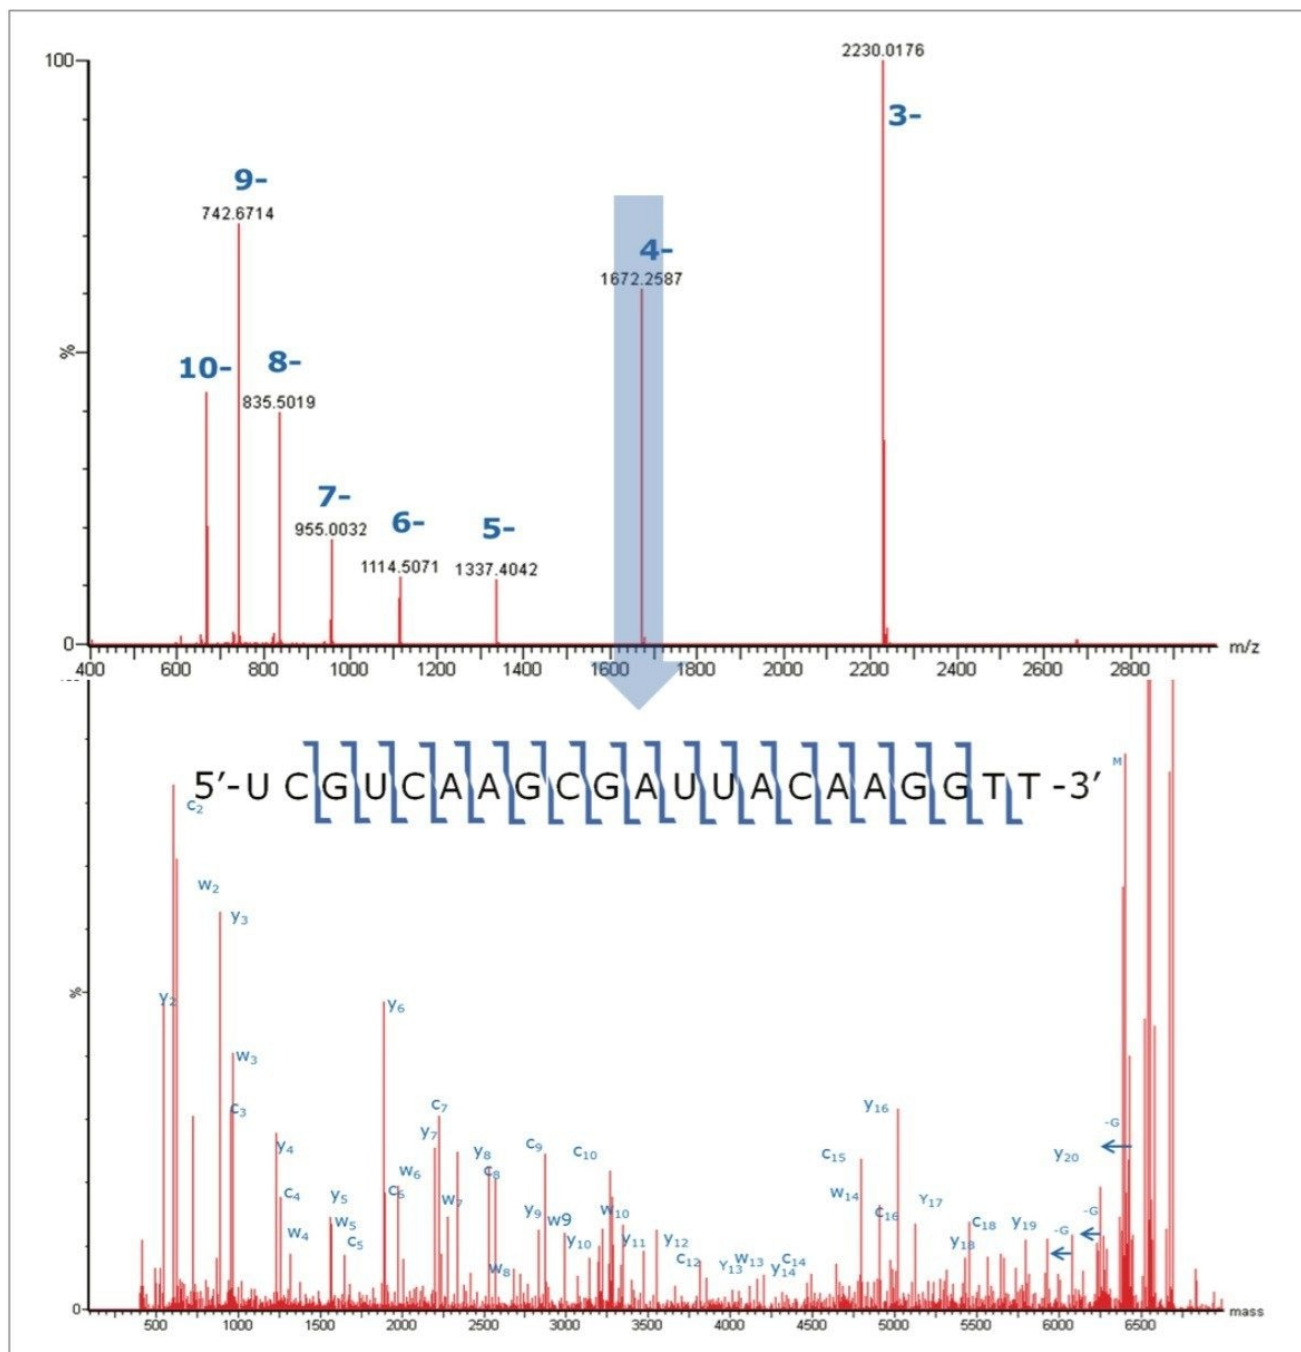 2230.0176
100
3-
9-
742.6714
4-
1672.2587
%
10-
8-
835.5019
7-
955.0032
6-
1114.5071
5-
1337.4042
0
400 600 800 1000 1200 1400 1600 1800 2000 2200 2400 2600 2800 m/z
5′-U C G U C A A G C G A U U A C A A G G T T -3′
M
c2
w2
y3
y2
%
y6
w3
c3
c7
y16
-G
y4
y7
y8
c9
c10
c15
y20
c4
y5
c6
w6
c8
w14
c16
Y17
-G
w4
w5
c5
w7
y9
w9
w10
c18
y19
-G
w8
y10
y11
y12
c12
Y13
w13
y14
c14
y18
0
500 1000 1500 2000 2500 3000 3500 4000 4500 5000 5500 6000 6500 mass